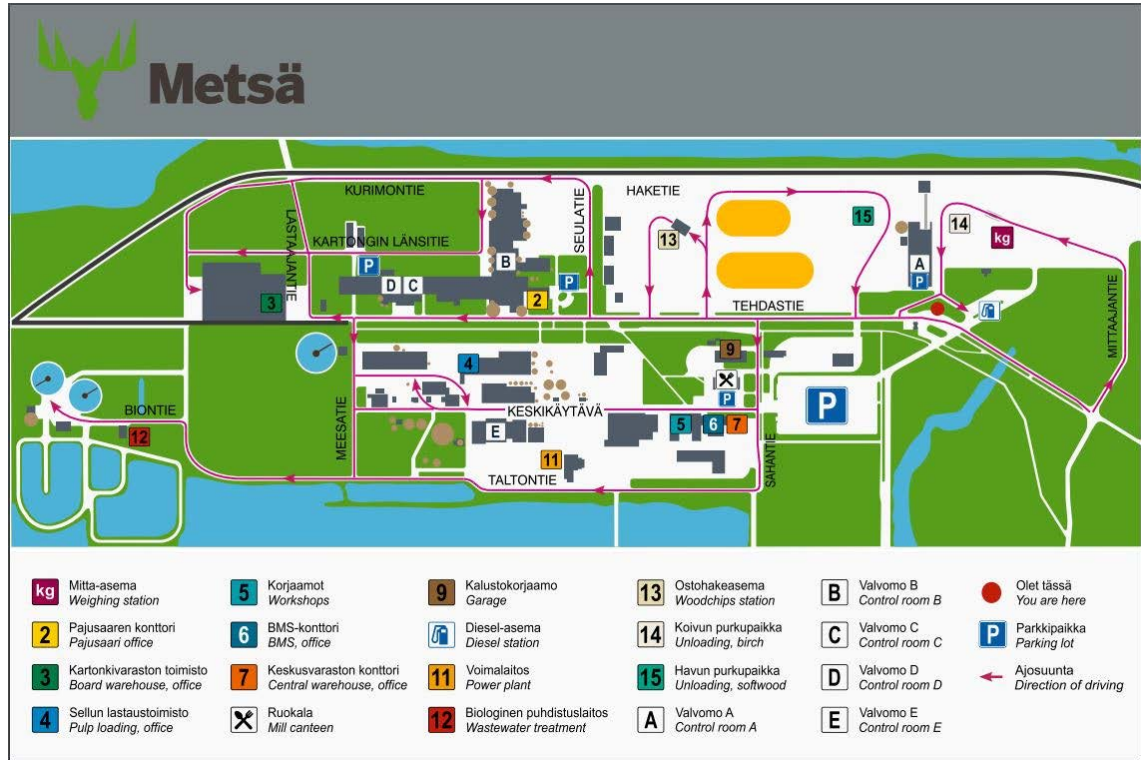 Metsä
KURIMONTIE
HAKETIE
LASTAAJANTIE
KARTONGIN LÄNSITIE
SEULATIE
15
14
kg
13
P
B
A
P
D
C
P
2
3
TEHDASTIE
MITTAAJANTIE
9
4
P
P
BIONTIE
KESKIKÄYTÄVÄ
12
MEESATIE
E
5
6
7
11
SAHANTIE
TALTONTIE
kg
Mitta-asema
Weighing station
2
Pajusaaren konttori
Pajusaari office
3
Kartonkivaraston toimisto
Board warehouse, office
4
Sellun lastaustoimisto
Pulp loading, office
5
Korjaamot
Workshops
6
BMS-konttori
BMS, office
7
Keskusvaraston konttori
Central warehouse, office
Ruokala
Mill canteen
9
Kalustokorjaamo
Garage
Diesel-asema
Diesel station
11
Voimalaitos
Power plant
12
Biologinen puhdistuslaitos
Wastewater treatment
13
Ostohakeasema
Woodchips station
14
Koivun purkupaikka
Unloading, birch
15
Havun purkupaikka
Unloading, softwood
A
Valvomo A
Control room A
B
Valvomo B
Control room B
C
Valvomo C
Control room C
D
Valvomo D
Control room D
E
Valvomo E
Control room E
Olet tässä
You are here
P
Parkkipaikka
Parking lot
Ajosuunta
Direction of driving